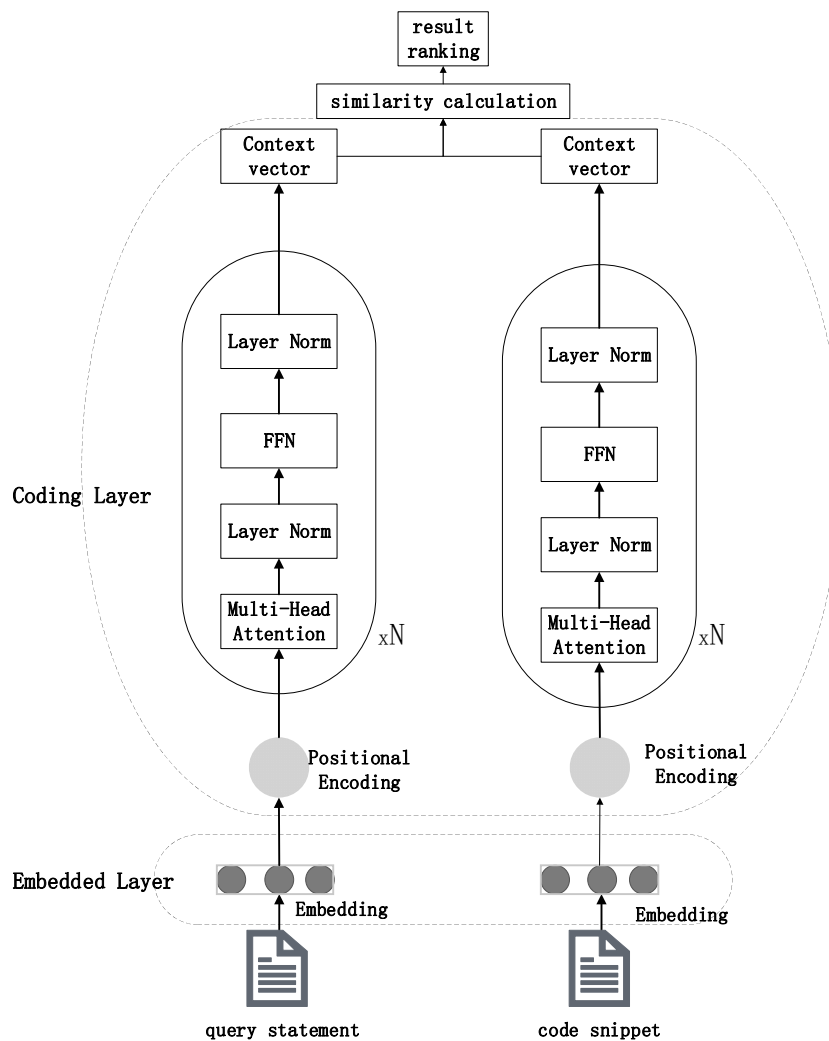 result
ranking
similarity calculation
Context
vector
Context
vector
Layer Norm
Layer Norm
FFN
FFN
Coding Layer
Layer Norm
Layer Norm
Multi-Head
Attention
xN
Multi-Head
Attention
xN
Positional
Encoding
Positional
Encoding
Embedded Layer
Embedding
Embedding
query statement
code snippet